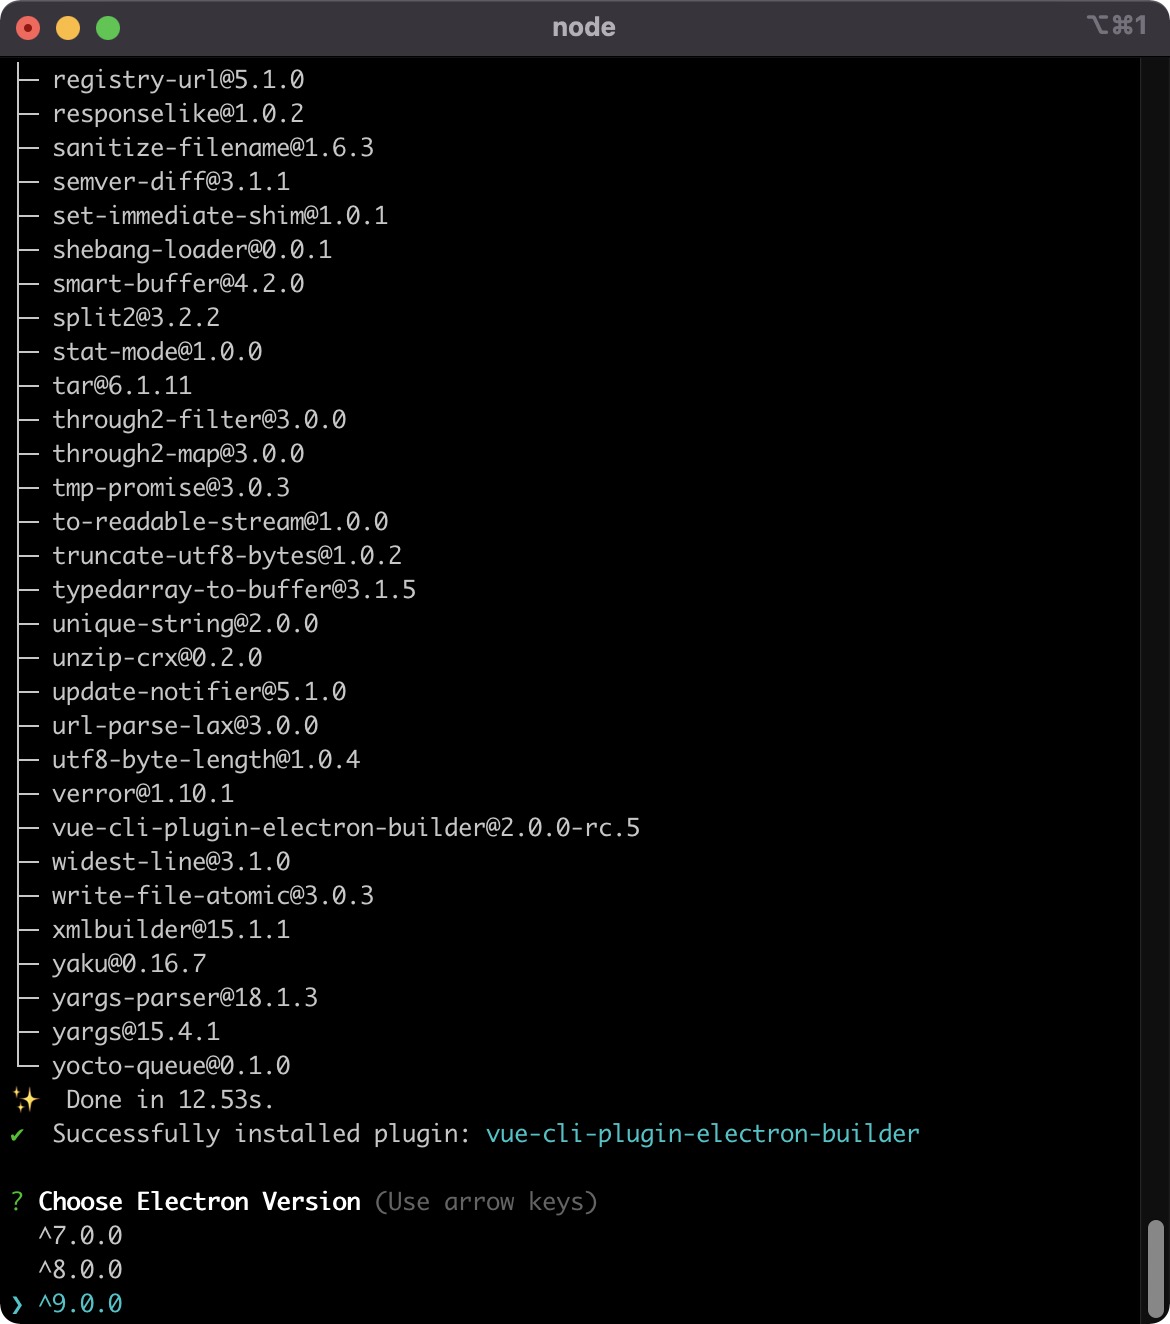 node
⌥⌘1
├─ registry-url@5.1.0
├─ responselike@1.0.2
├─ sanitize-filename@1.6.3
├─ semver-diff@3.1.1
├─ set-immediate-shim@1.0.1
├─ shebang-loader@0.0.1
├─ smart-buffer@4.2.0
├─ split2@3.2.2
├─ stat-mode@1.0.0
├─ tar@6.1.11
├─ through2-filter@3.0.0
├─ through2-map@3.0.0
├─ tmp-promise@3.0.3
├─ to-readable-stream@1.0.0
├─ truncate-utf8-bytes@1.0.2
├─ typedarray-to-buffer@3.1.5
├─ unique-string@2.0.0
├─ unzip-crx@0.2.0
├─ update-notifier@5.1.0
├─ url-parse-lax@3.0.0
├─ utf8-byte-length@1.0.4
├─ verror@1.10.1
├─ vue-cli-plugin-electron-builder@2.0.0-rc.5
├─ widest-line@3.1.0
├─ write-file-atomic@3.0.3
├─ xmlbuilder@15.1.1
├─ yaku@0.16.7
├─ yargs-parser@18.1.3
├─ yargs@15.4.1
└─ yocto-queue@0.1.0
✨ Done in 12.53s.
✔ Successfully installed plugin: vue-cli-plugin-electron-builder
? Choose Electron Version (Use arrow keys)
^7.0.0
^8.0.0
❯ ^9.0.0